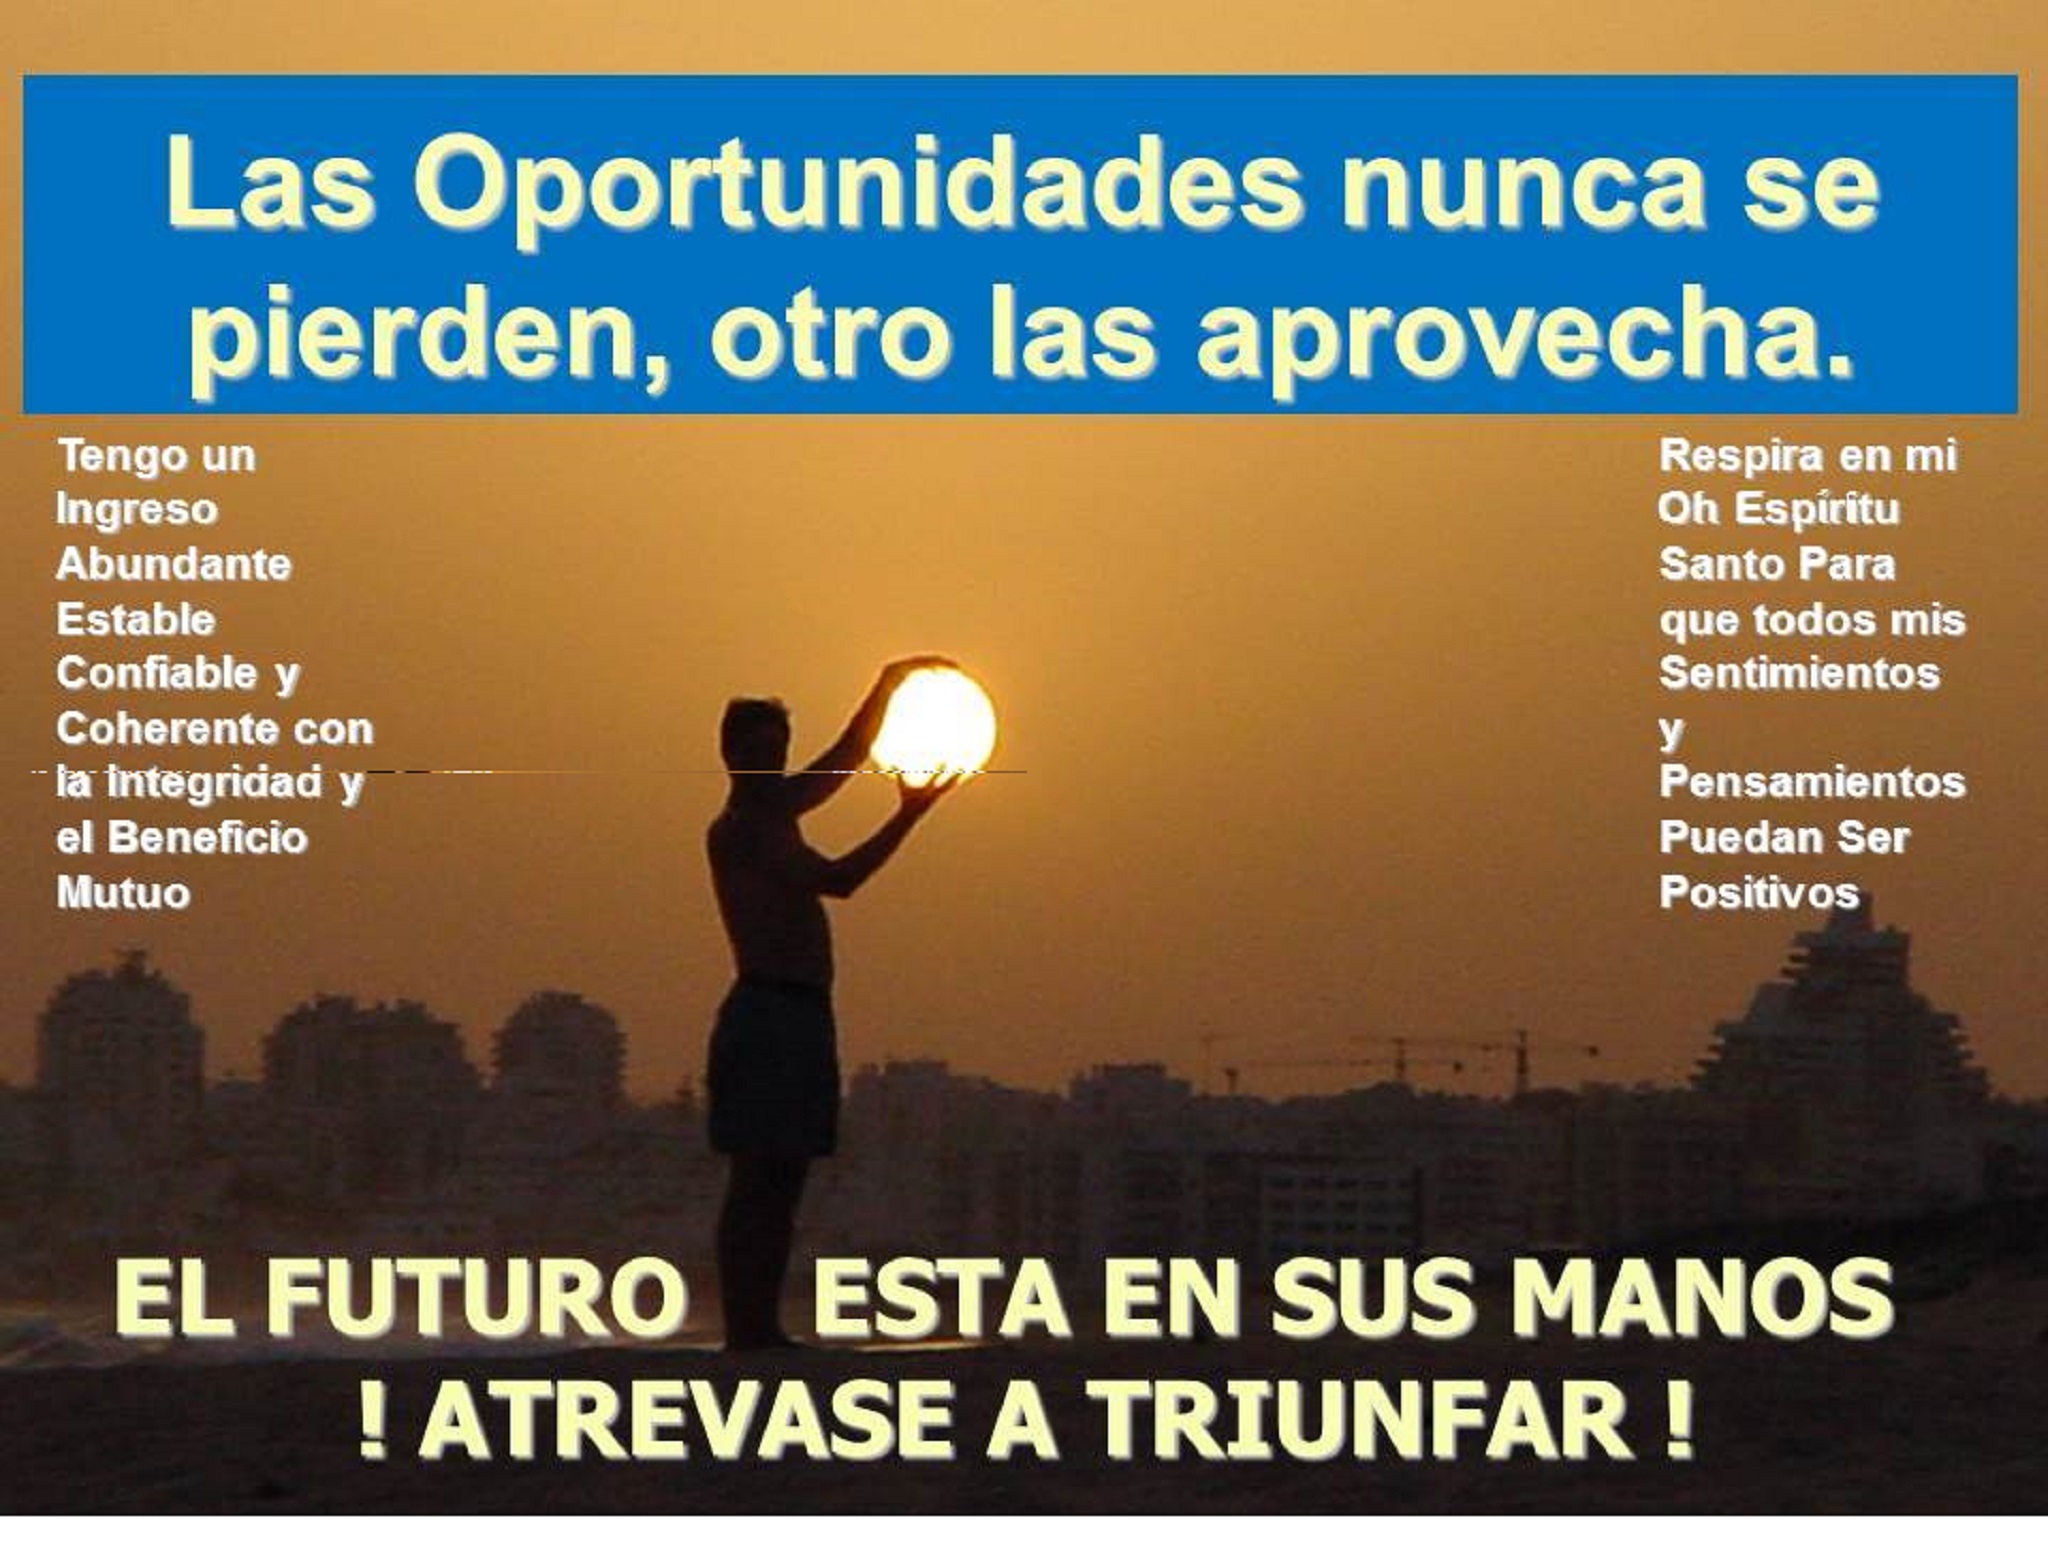 Las Oportunidades nunca se
pierden, otro las aprovecha.
Tengo un
Ingreso
Abundante
Estable
Confiable y
Coherente con
la Integridad y
el Beneficio
Mutuo
Respira en mi
Oh Espíritu
Santo Para
que todos mis
Sentimientos
y
Pensamientos
Puedan Ser
Positivos
EL FUTURO ESTA EN SUS MANOS
! ATREVASE A TRIUNFAR !